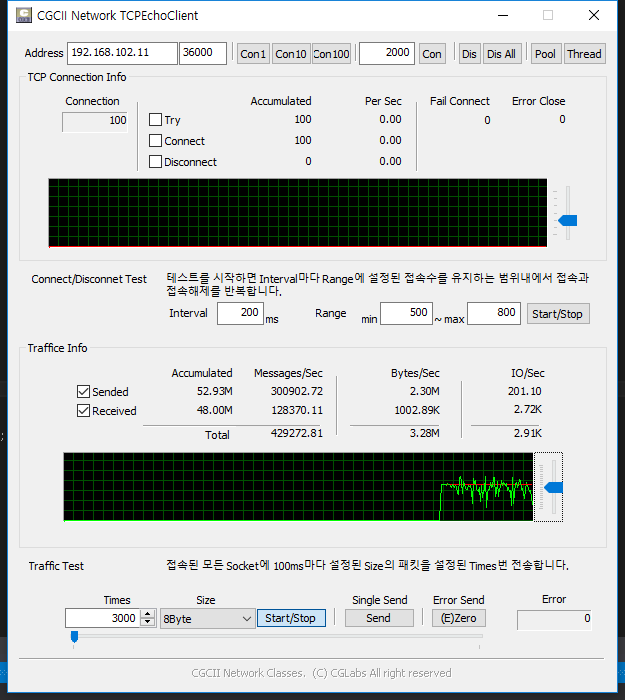 CGCII Network TCPEchoClient
Address 192.168.102.11 36000 Con1 Con10 Con100 2000 Con Dis Dis All Pool Thread
TCP Connection Info
Connection Accumulated Per Sec Fail Connect Error Close
100 Try 100 0.00 0 0
Connect 100 0.00
Disconnect 0 0.00
Connect/Disconnet Test 테스트를 시작하면 Interval마다 Range에 설정된 접속수를 유지하는 범위내에서 접속과
접속해제를 반복합니다.
Interval 200 ms Range min 500 ~ max 800 Start/Stop
Traffice Info
Accumulated Messages/Sec Bytes/Sec IO/Sec
Sended 52.93M 300902.72 2.30M 201.10
Received 48.00M 128370.11 1002.89K 2.72K
Total 429272.81 3.28M 2.91K
Traffic Test 접속된 모든 Socket에 100ms마다 설정된 Size의 패킷을 설정된 Times번 전송합니다.
Times Size Single Send Error Send Error
3000 8Byte Start/Stop Send (E)Zero 0
CGCII Network Classes. (C) CGLabs All right reserved